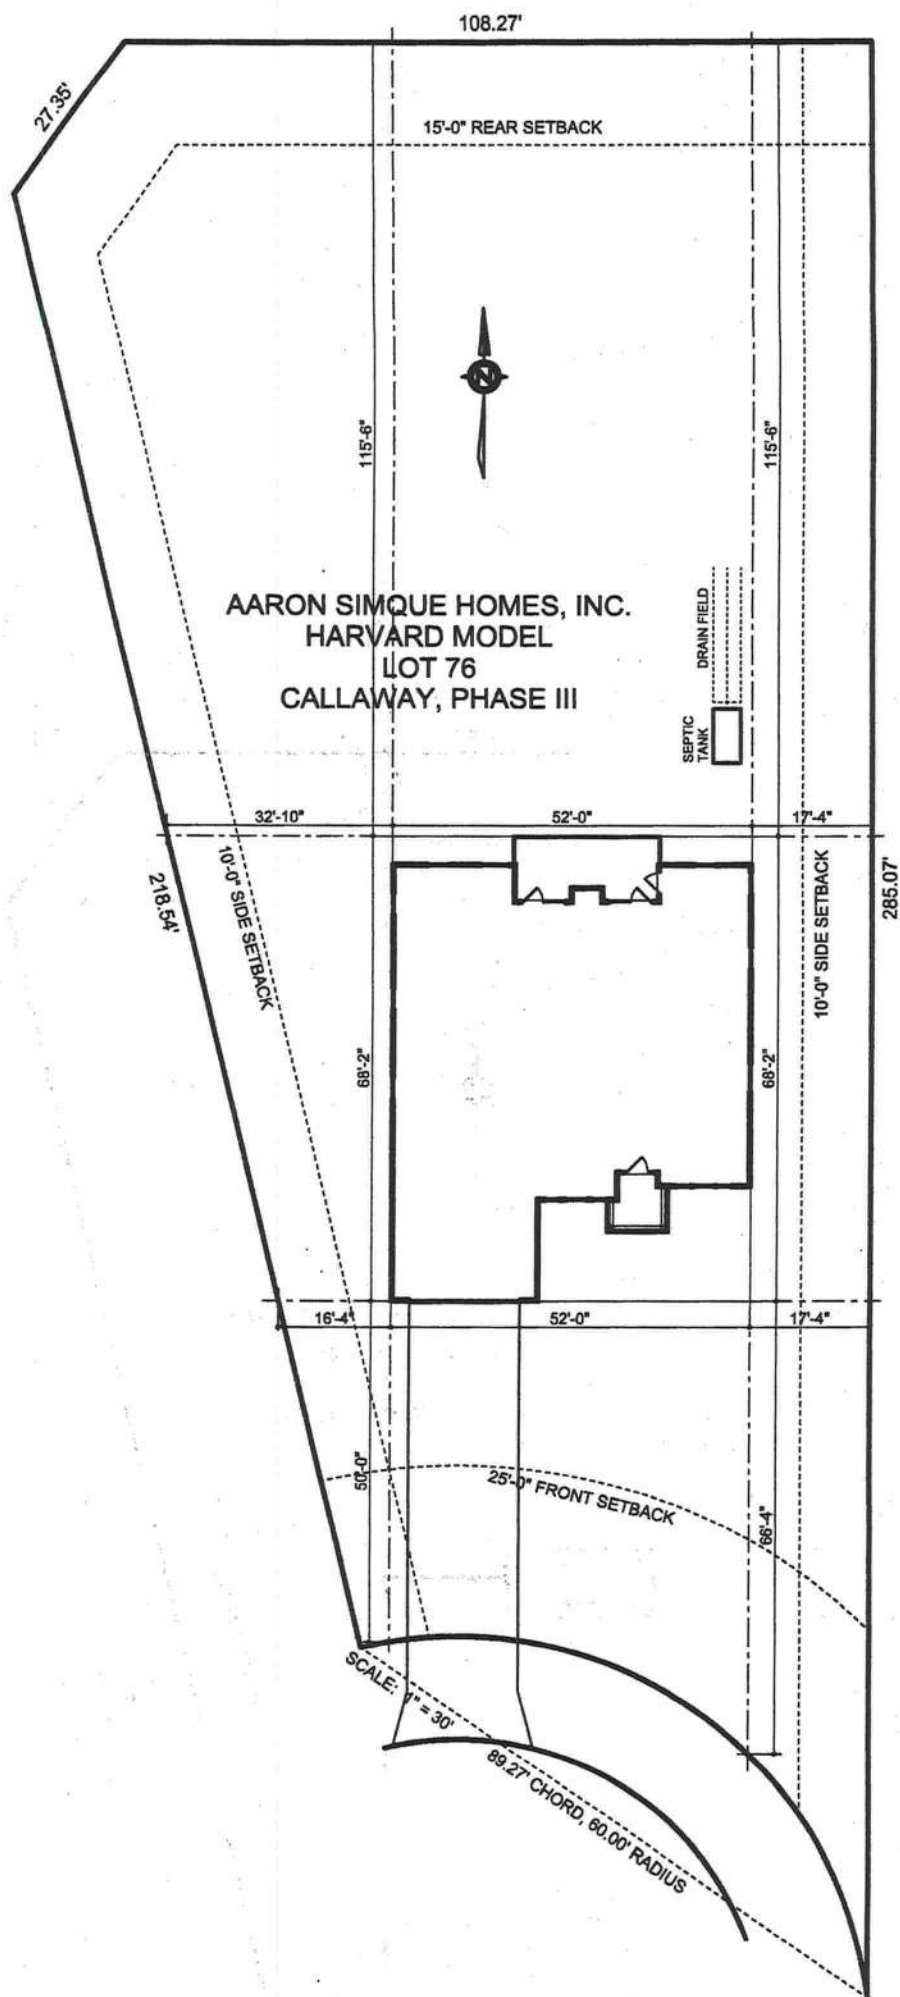 108.27'
27.35'
15'-0" REAR SETBACK
N
115'-6"
115'-6"
AARON SIMQUE HOMES, INC.
HARVARD MODEL
LOT 76
CALLAWAY, PHASE III
DRAIN FIELD
SEPTIC
TANK
32'-10"
52'-0"
17'-4"
218.54'
10'-0" SIDE SETBACK
10'-0" SIDE SETBACK
285.07'
68'-2"
68'-2"
16'-4"
52'-0"
17'-4"
50'-0"
25'-0" FRONT SETBACK
66'-4"
SCALE: 1" = 30'
89.27' CHORD, 60.00' RADIUS